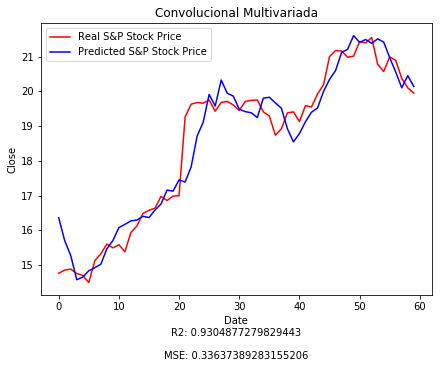 Convolucional Multivariada
Real S&P Stock Price
Predicted S&P Stock Price
Close
21
20
19
18
17
16
15
0
10
20
30
40
50
60
Date
R2: 0.9304877279829443
MSE: 0.33637389283155206